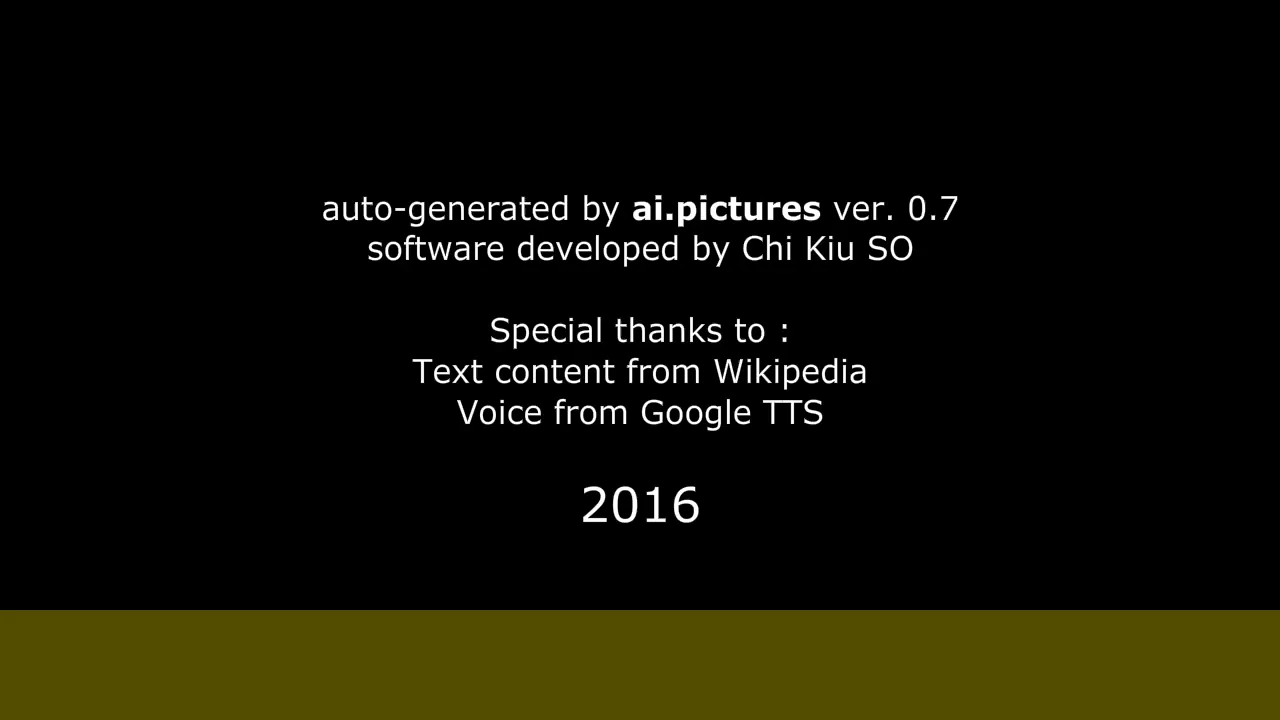 auto-generated by ai.pictures ver. 0.7
software developed by Chi Kiu SO
Special thanks to :
Text content from Wikipedia
Voice from Google TTS
2016